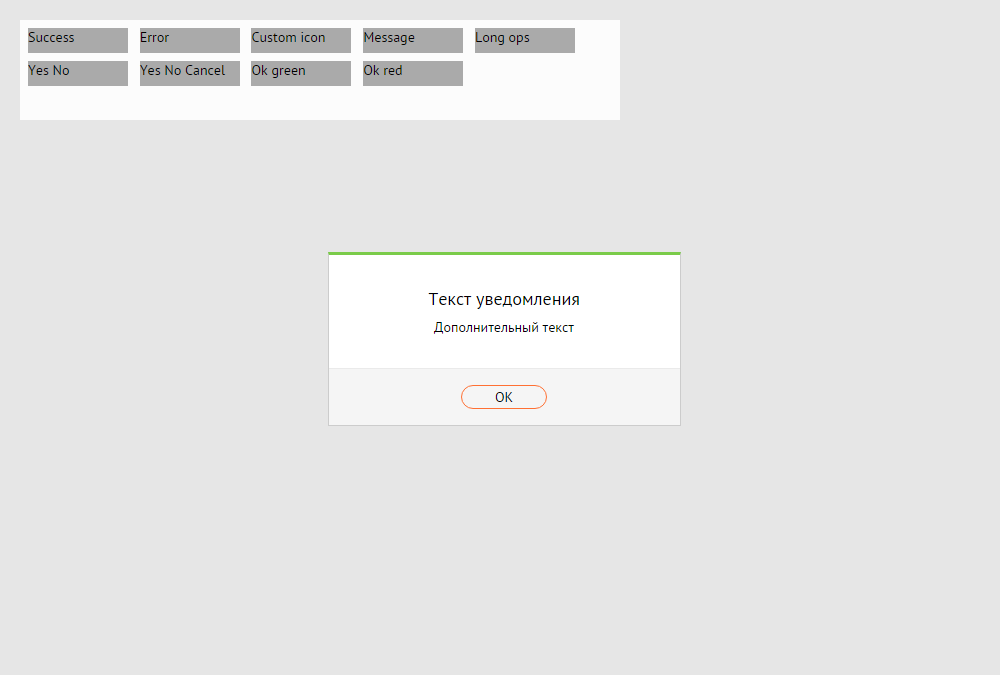 Success Error Custom icon Message Long ops
Yes No Yes No Cancel Ok green Ok red
Текст уведомления
Дополнительный текст
OK